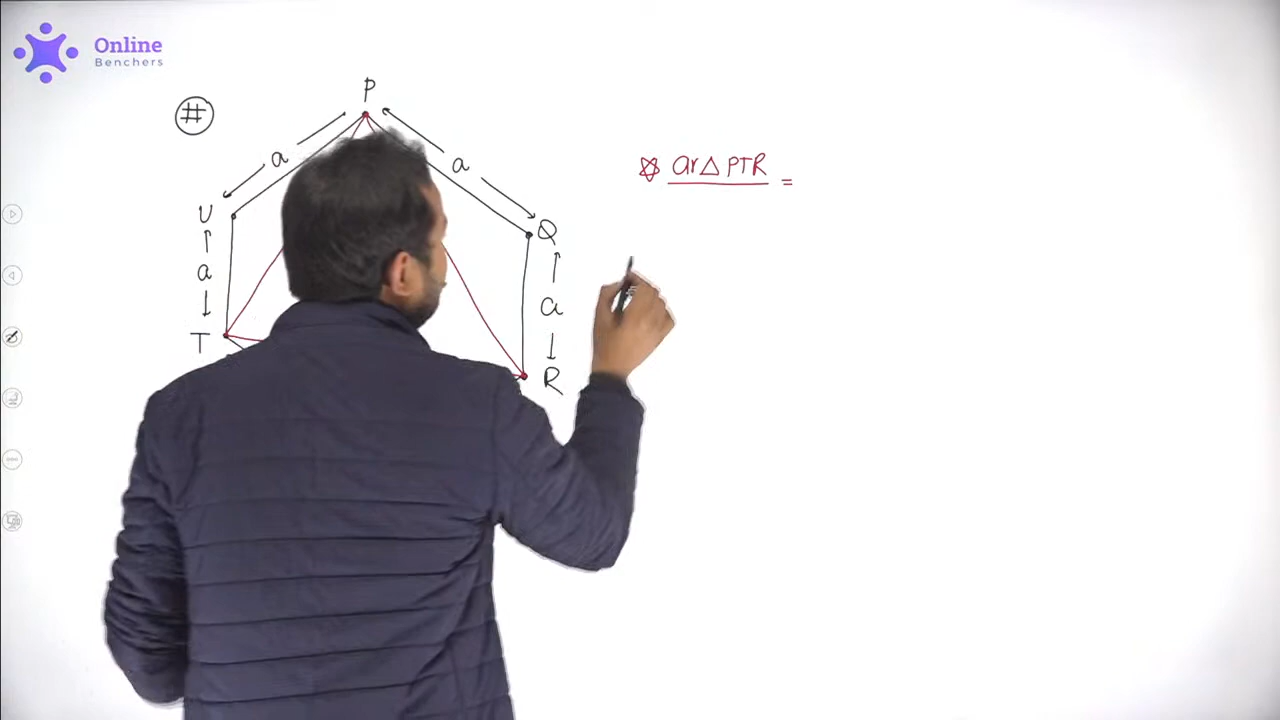 Online
Benchers
#
P
a
a
U
Q
a
a
T
R
ar△ PTR =